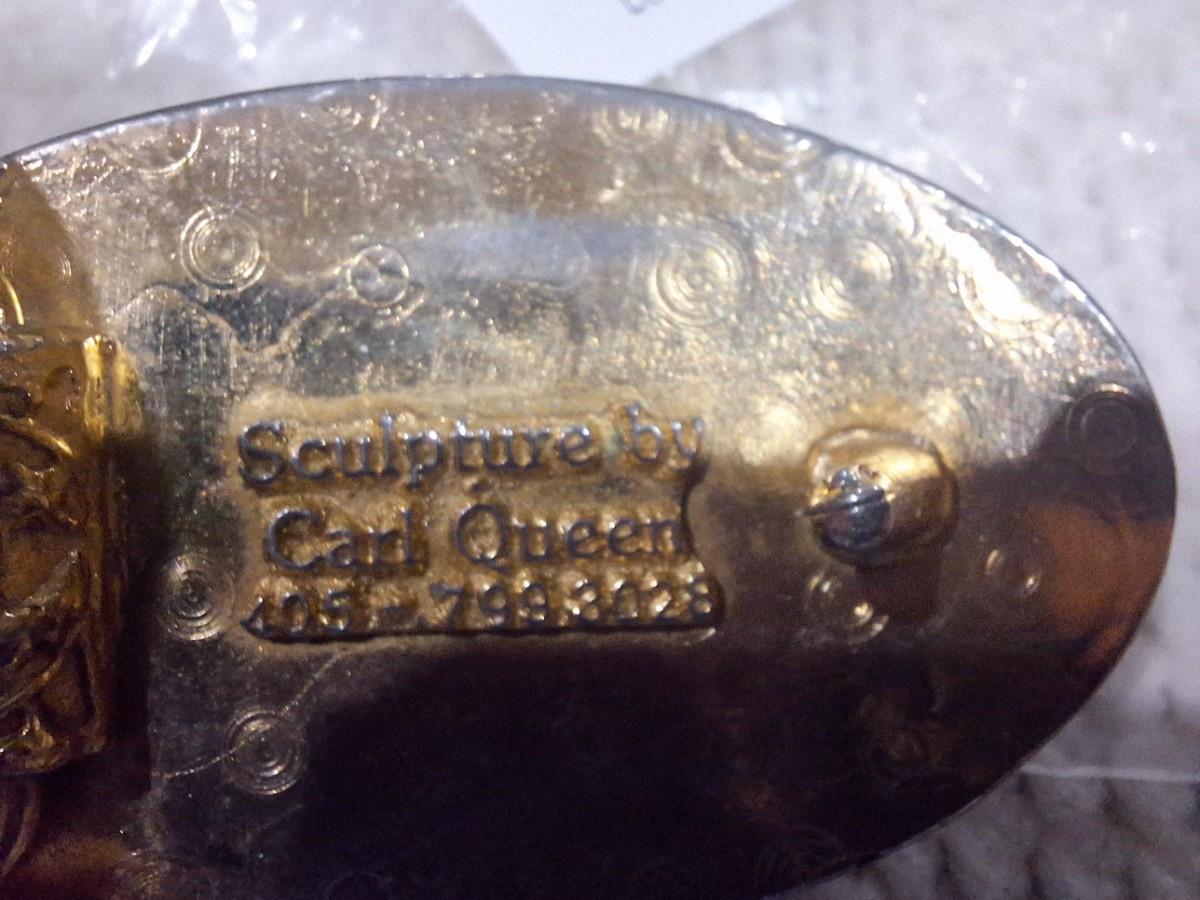 Sculpture by
Carl Queen
405-799 3028